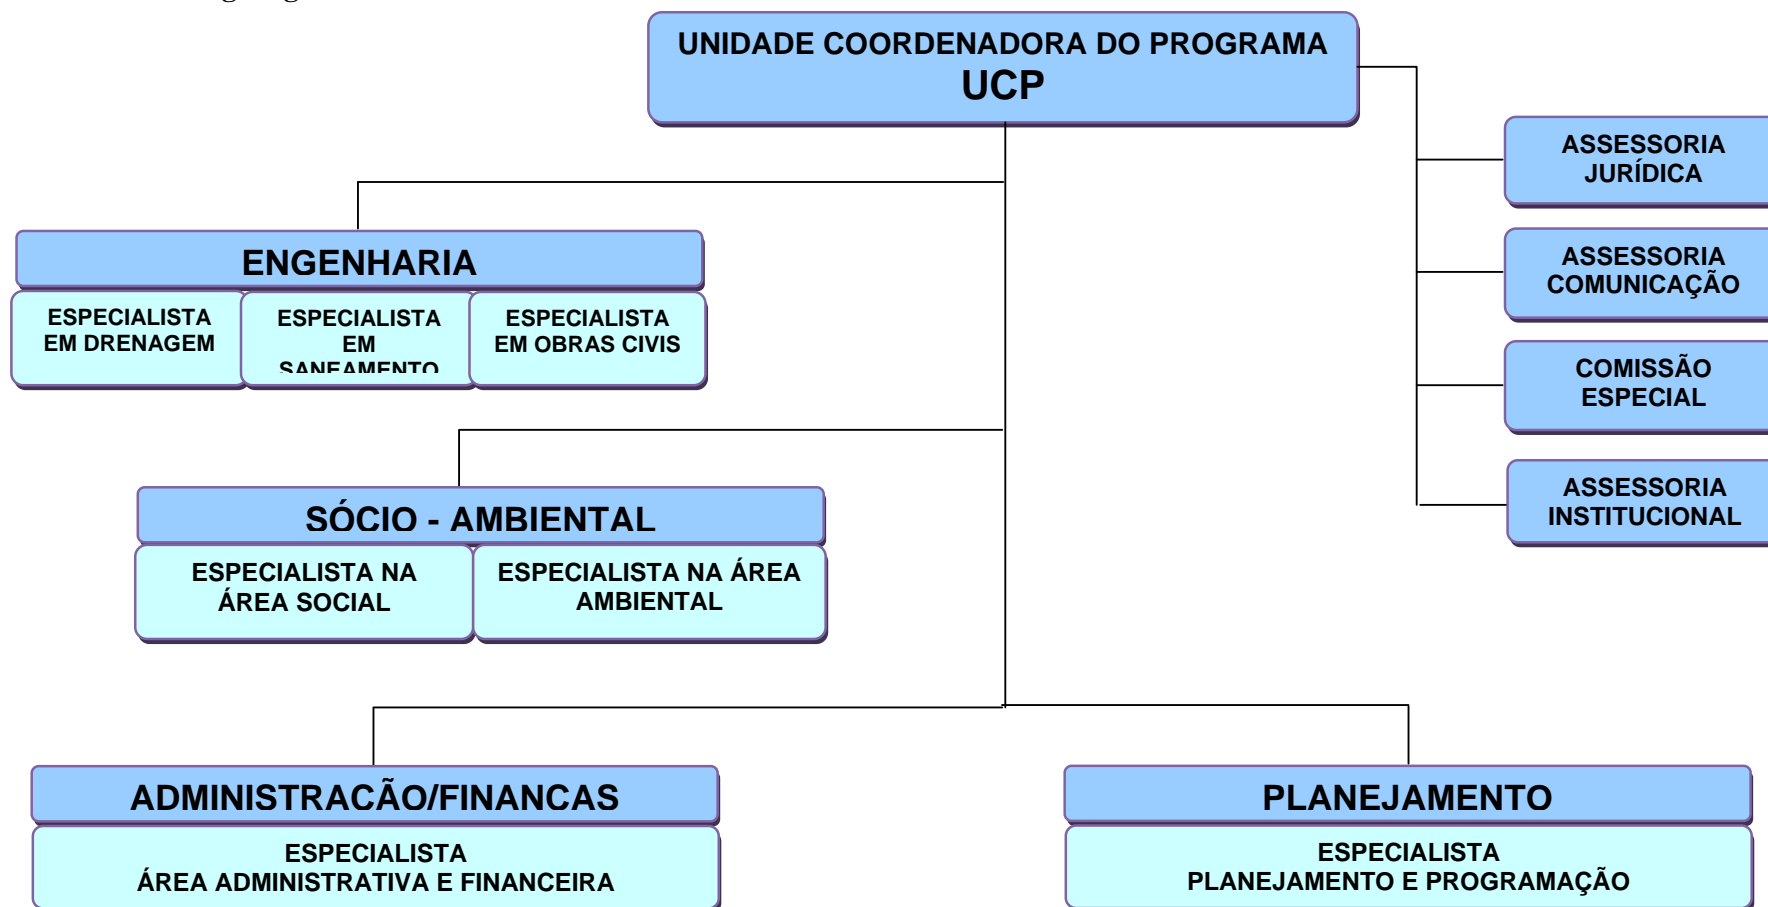 UNIDADE COORDENADORA DO PROGRAMA
UCP
ASSESSORIA
JURÍDICA
ASSESSORIA
COMUNICAÇÃO
COMISSÃO
ESPECIAL
ASSESSORIA
INSTITUCIONAL
ENGENHARIA
ESPECIALISTA
EM DRENAGEM
ESPECIALISTA
EM
SANEAMENTO
ESPECIALISTA
EM OBRAS CIVIS
SÓCIO - AMBIENTAL
ESPECIALISTA NA
ÁREA SOCIAL
ESPECIALISTA NA ÁREA
AMBIENTAL
ADMINISTRACÃO/FINANCAS
ESPECIALISTA
ÁREA ADMINISTRATIVA E FINANCEIRA
PLANEJAMENTO
ESPECIALISTA
PLANEJAMENTO E PROGRAMAÇÃO